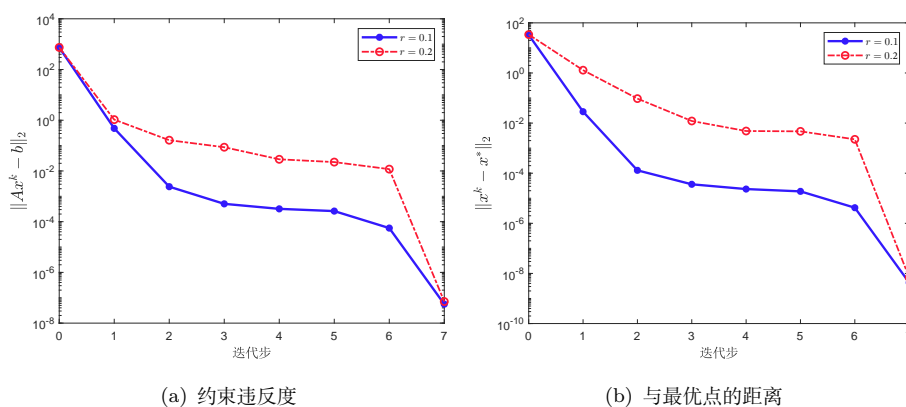 10^4
10^2
10^0
10^{-2}
10^{-4}
10^{-6}
10^{-8}
‖Ax^k − b‖_2
r = 0.1
r = 0.2
0 1 2 3 4 5 6 7
迭代步
(a) 约束违反度
10^2
10^0
10^{-2}
10^{-4}
10^{-6}
10^{-8}
10^{-10}
‖x^k − x^*‖_2
r = 0.1
r = 0.2
0 1 2 3 4 5 6
迭代步
(b) 与最优点的距离